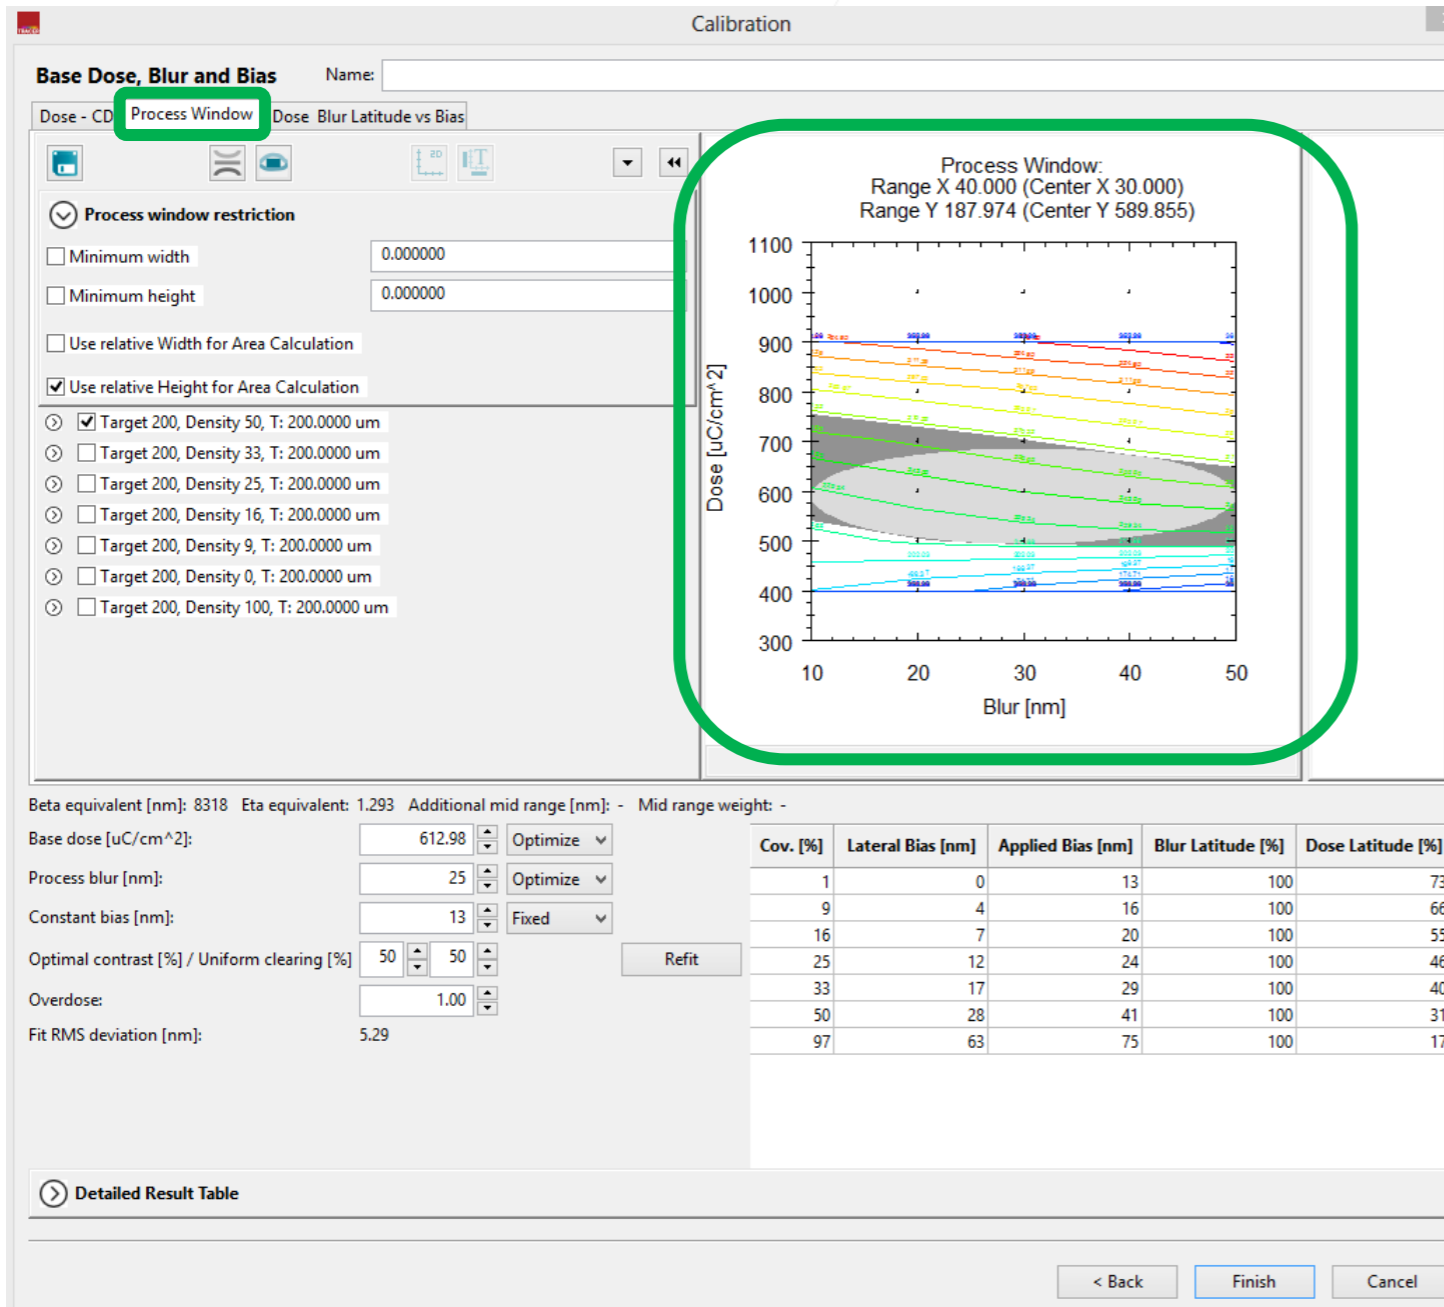 Calibration
Base Dose, Blur and Bias Name:
Dose - CD Process Window Dose Blur Latitude vs Bias
Process window restriction
Minimum width 0.000000
Minimum height 0.000000
Use relative Width for Area Calculation
Use relative Height for Area Calculation
Target 200, Density 50, T: 200.0000 um
Target 200, Density 33, T: 200.0000 um
Target 200, Density 25, T: 200.0000 um
Target 200, Density 16, T: 200.0000 um
Target 200, Density 9, T: 200.0000 um
Target 200, Density 0, T: 200.0000 um
Target 200, Density 100, T: 200.0000 um
Process Window:
Range X 40.000 (Center X 30.000)
Range Y 187.974 (Center Y 589.855)
1100
1000
900
800
700
600
500
400
300
Dose [uC/cm^2]
10 20 30 40 50
Blur [nm]
Beta equivalent [nm]: 8318 Eta equivalent: 1.293 Additional mid range [nm]: - Mid range weight: -
Base dose [uC/cm^2]: 612.98 Optimize
Process blur [nm]: 25 Optimize
Constant bias [nm]: 13 Fixed
Optimal contrast [%] / Uniform clearing [%] 50 50 Refit
Overdose: 1.00
Fit RMS deviation [nm]: 5.29
Cov. [%] Lateral Bias [nm] Applied Bias [nm] Blur Latitude [%] Dose Latitude [%]
1 0 13 100 73
9 4 16 100 66
16 7 20 100 55
25 12 24 100 46
33 17 29 100 40
50 28 41 100 31
97 63 75 100 17
Detailed Result Table
< Back Finish Cancel